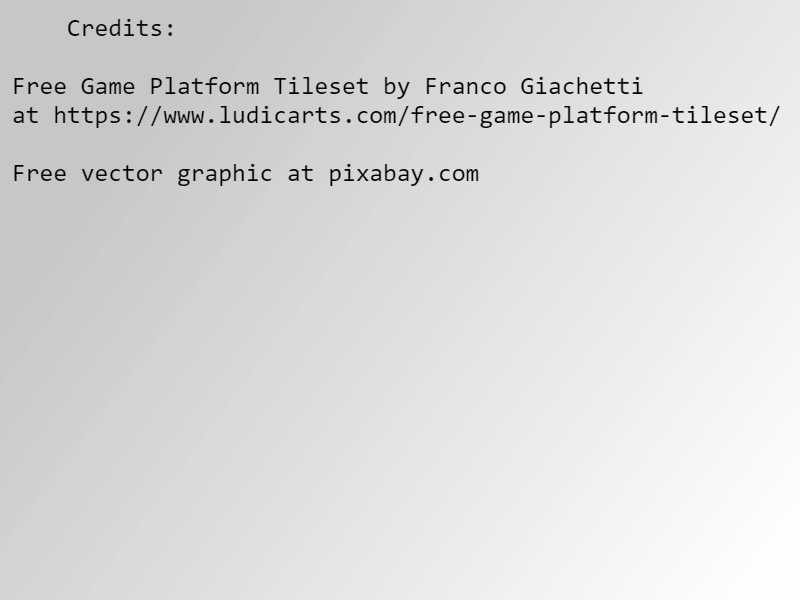 Credits:
Free Game Platform Tileset by Franco Giachetti
at https://www.ludicarts.com/free-game-platform-tileset/
Free vector graphic at pixabay.com